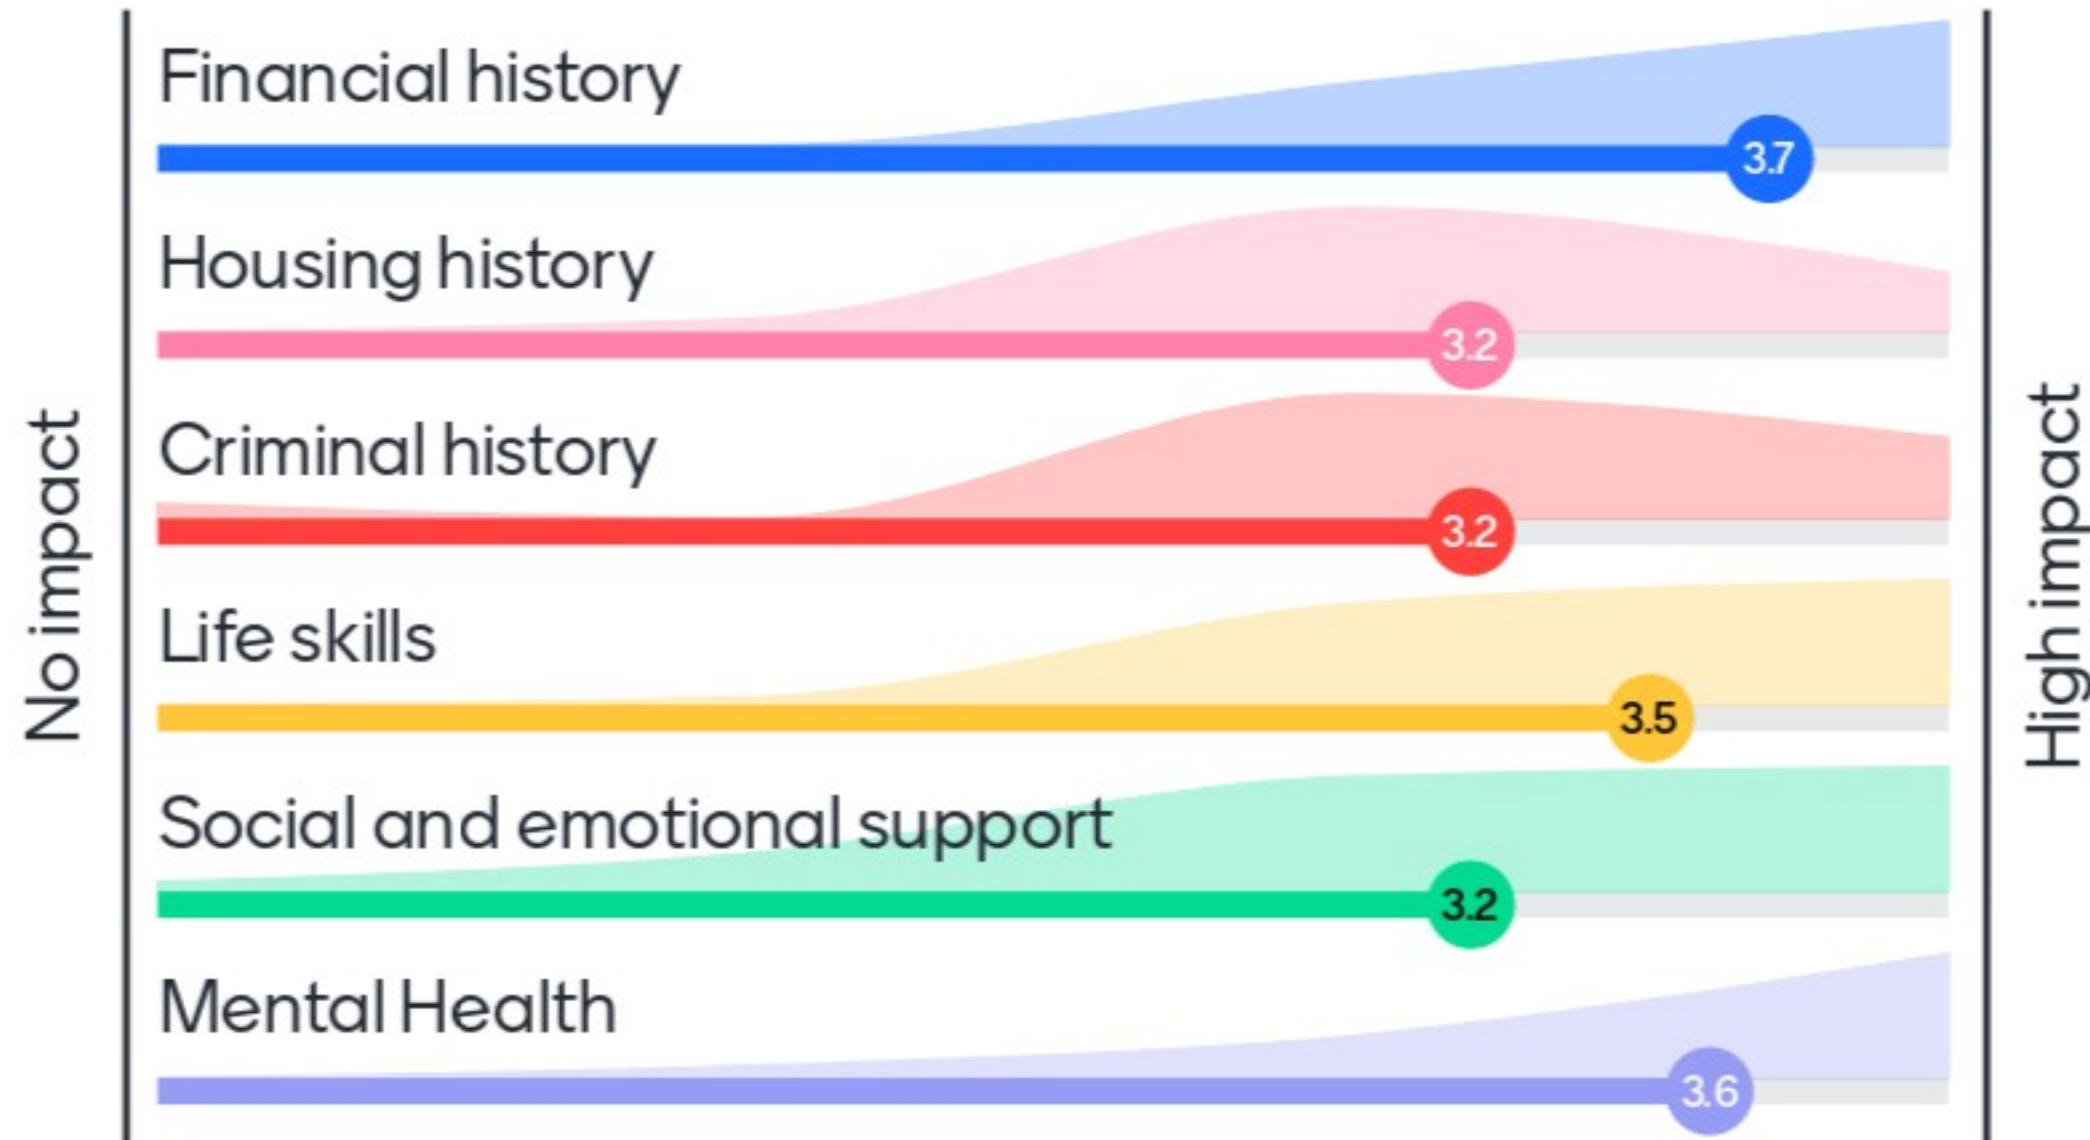 No impact
Financial history
3.7
Housing history
3.2
Criminal history
3.2
Life skills
3.5
Social and emotional support
3.2
Mental Health
3.6
High impact